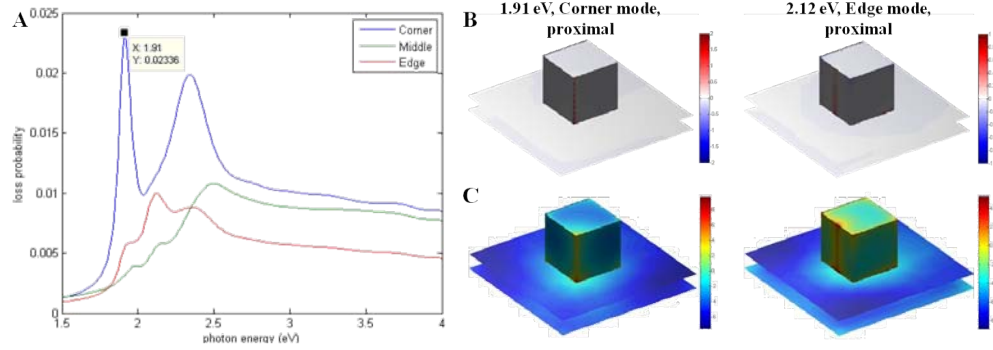 A
0.025
0.02
0.015
0.01
0.005
0
1.5
2
2.5
3
3.5
4
loss probability
photon energy (eV)
X: 1.91
Y: 0.02336
Corner
Middle
Edge
B
1.91 eV, Corner mode,
proximal
2.12 eV, Edge mode,
proximal
C